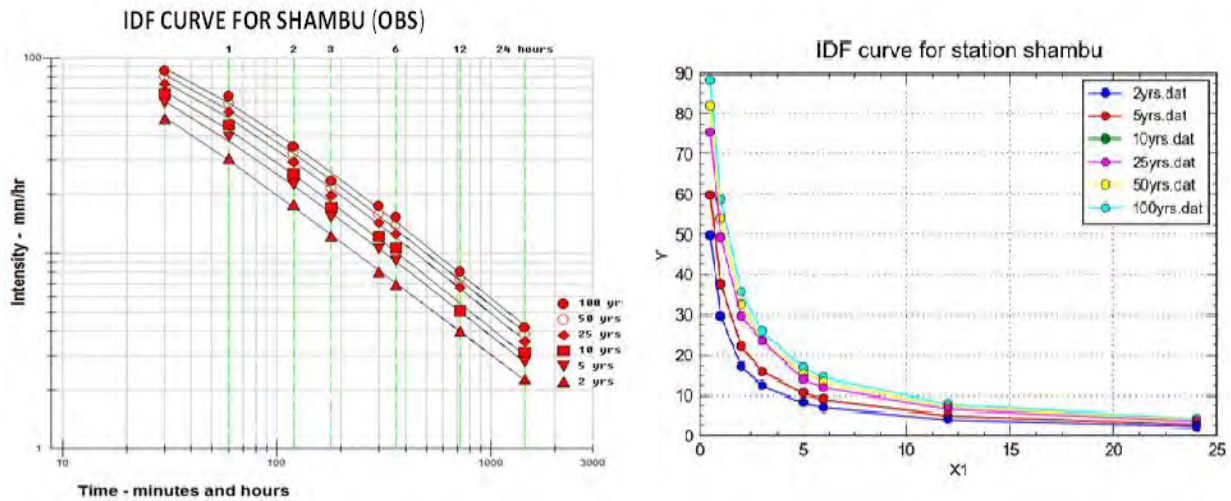 IDF CURVE FOR SHAMBU (OBS)
1 2 3 6 12 24 hours
100
Intensity - mm/hr
100 yr
50 yrs
25 yrs
10 yrs
5 yrs
2 yrs
1
10 100 1000 3000
Time - minutes and hours
IDF curve for station shambu
90
80
70
60
50
40
30
20
10
0
Y
2yrs.dat
5yrs.dat
10yrs.dat
25yrs.dat
50yrs.dat
100yrs.dat
0 5 10 15 20 25
X1